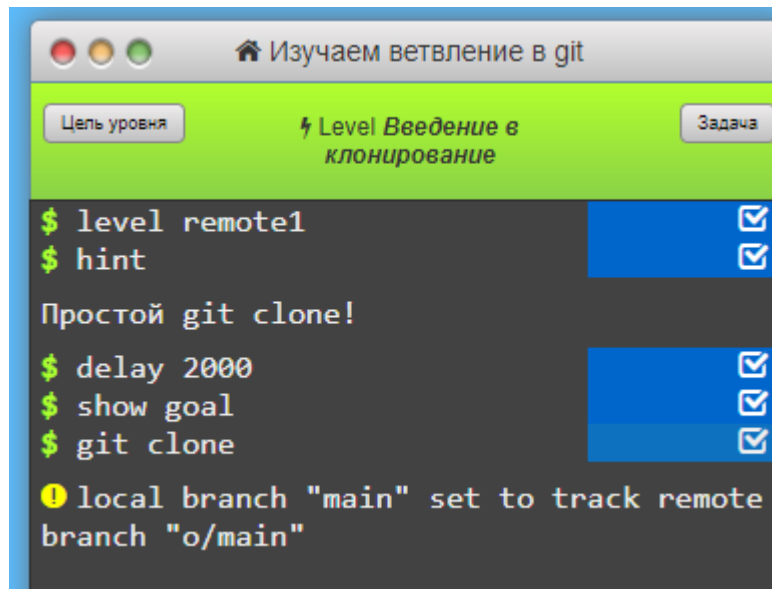 Изучаем ветвление в git
Цель уровня
Level Введение в
клонирование
Задача
$ level remote1
$ hint
Простой git clone!
$ delay 2000
$ show goal
$ git clone
local branch "main" set to track remote
branch "o/main"